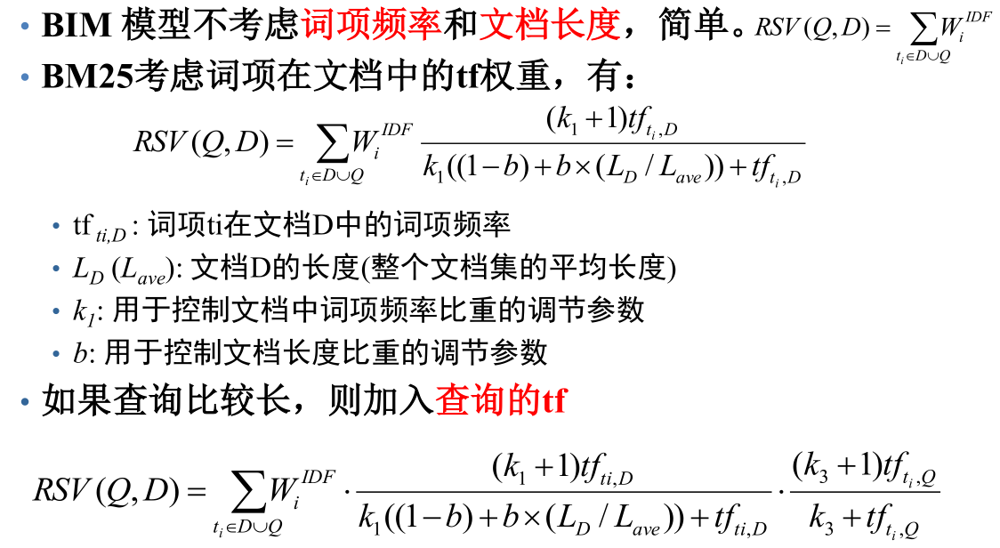 • BIM 模型不考虑词项频率和文档长度，简单。$RSV(Q,D) = \sum_{t_i \in D \cup Q} W_i^{IDF}$
• BM25考虑词项在文档中的tf权重，有：
$RSV(Q,D) = \sum_{t_i \in D \cup Q} W_i^{IDF} \frac{(k_1+1)tf_{t_i,D}}{k_1((1-b)+b \times (L_D / L_{ave}))+tf_{t_i,D}}$
• tf $_{ti,D}$ : 词项ti在文档D中的词项频率
• $L_D$ ($L_{ave}$): 文档D的长度(整个文档集的平均长度)
• $k_1$: 用于控制文档中词项频率比重的调节参数
• b: 用于控制文档长度比重的调节参数
• 如果查询比较长，则加入查询的tf
$RSV(Q,D) = \sum_{t_i \in D \cup Q} W_i^{IDF} \cdot \frac{(k_1+1)tf_{ti,D}}{k_1((1-b)+b \times (L_D / L_{ave}))+tf_{ti,D}} \cdot \frac{(k_3+1)tf_{t_i,Q}}{k_3+tf_{t_i,Q}}$